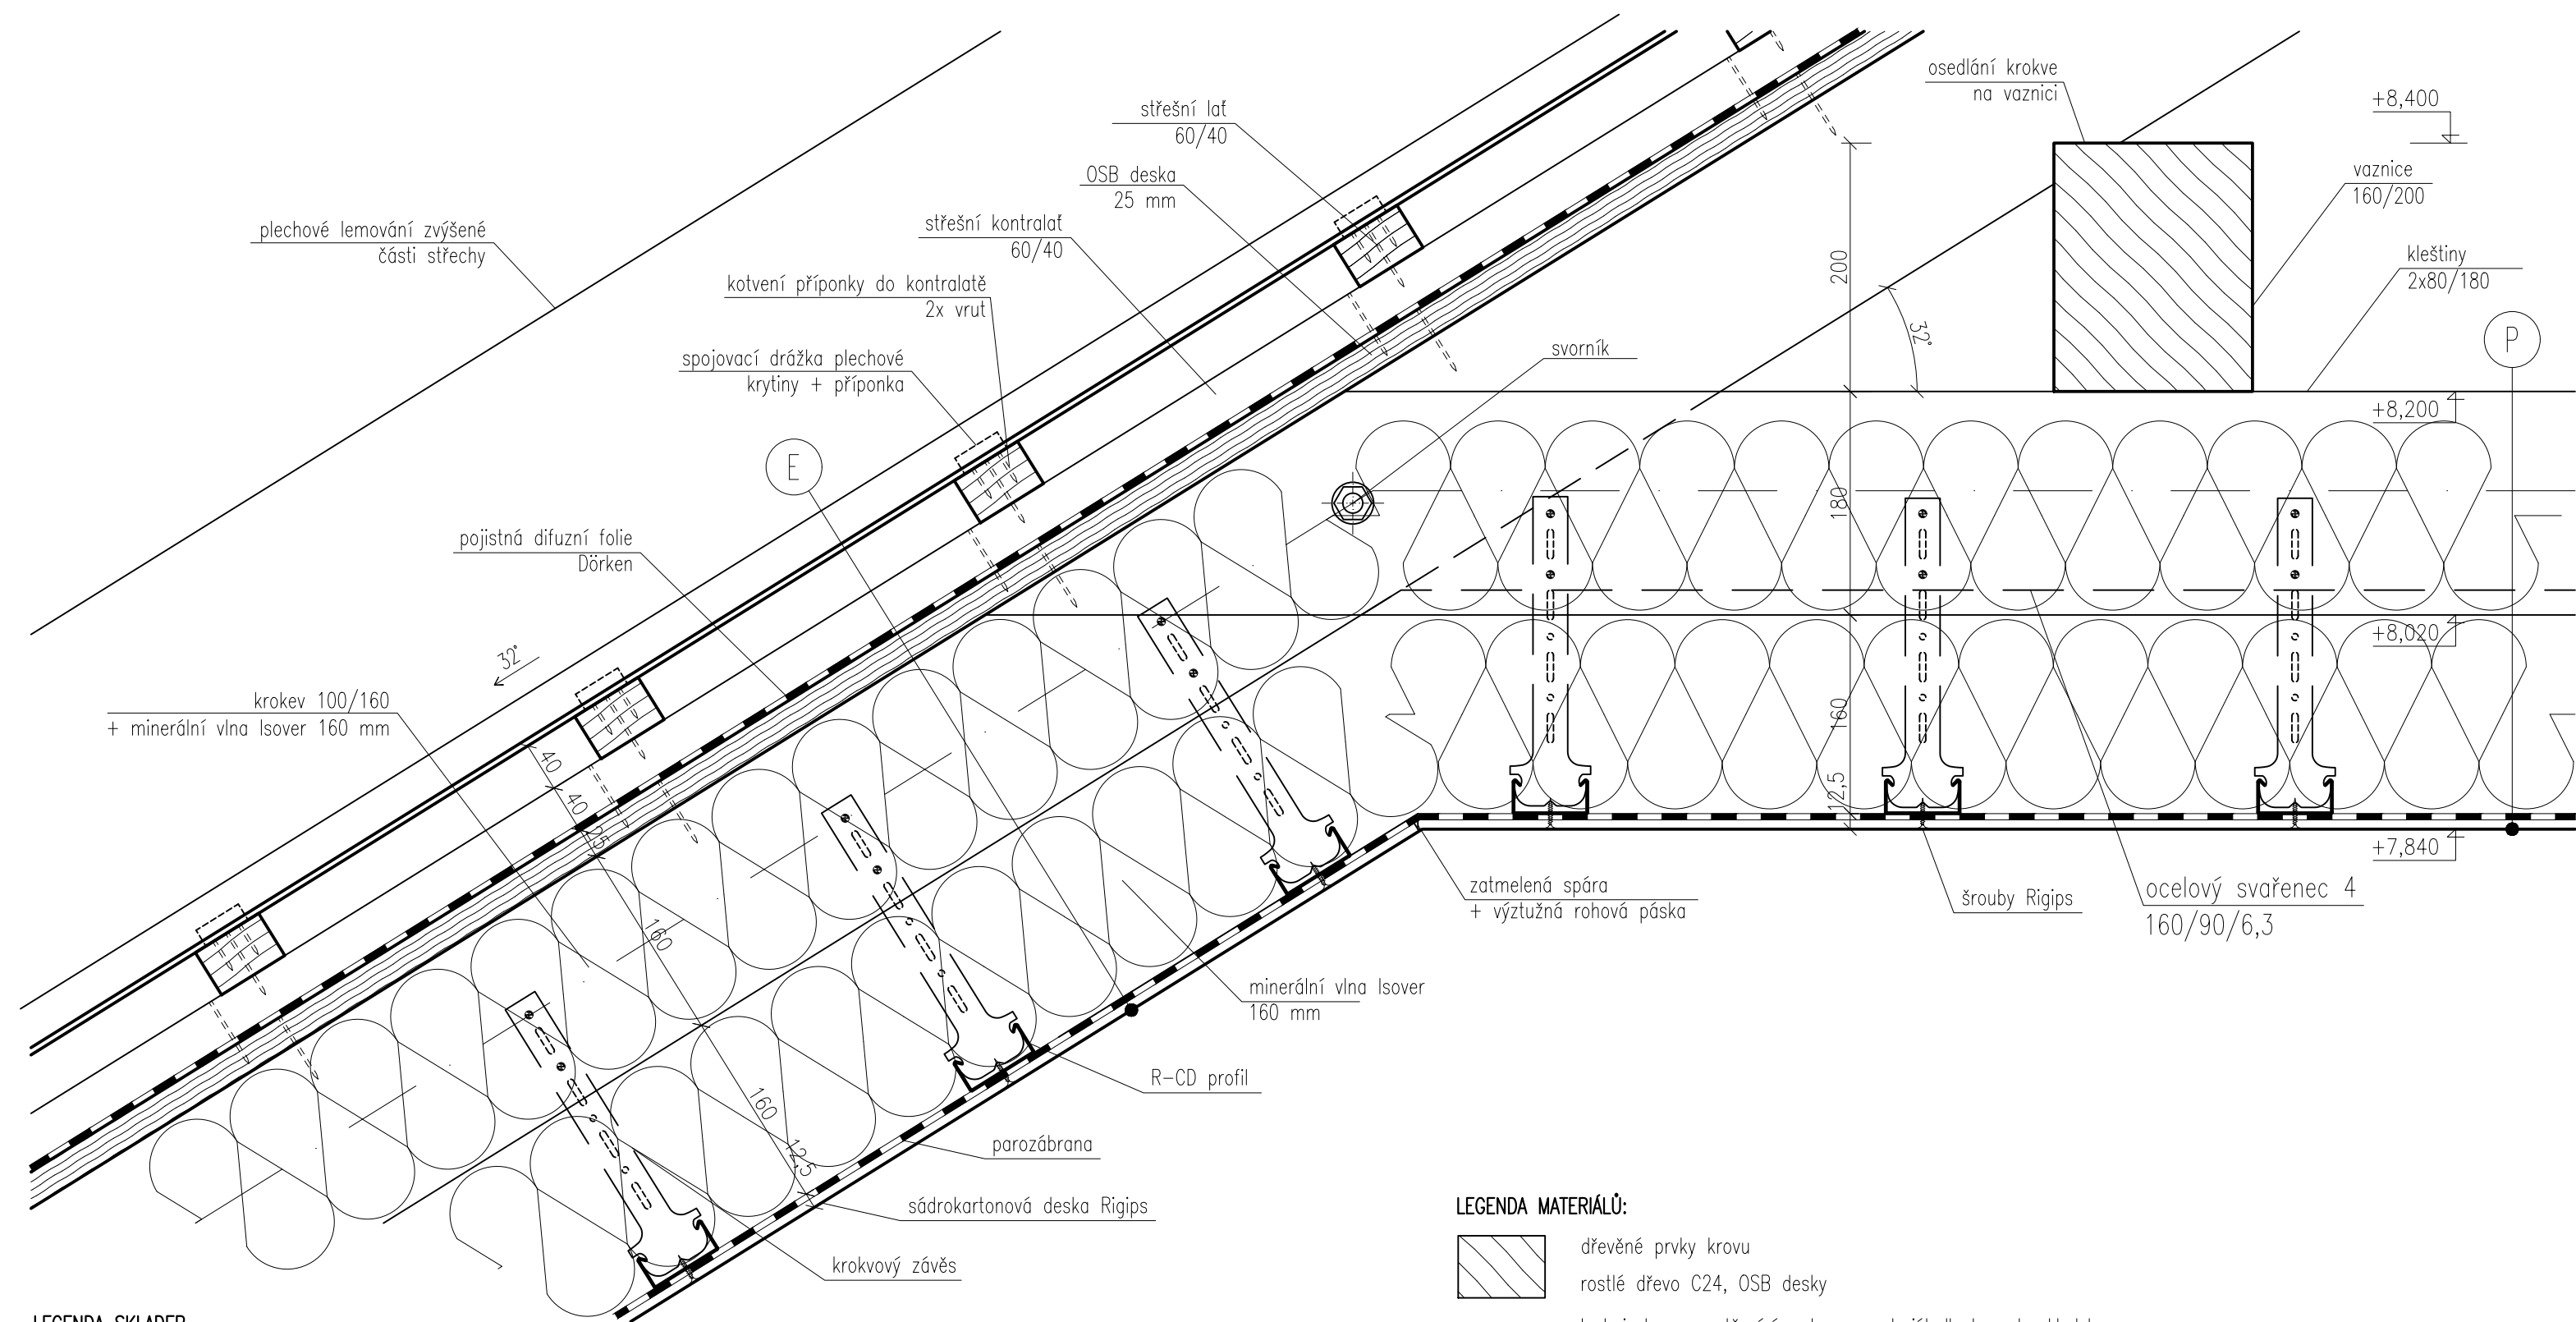 osedlání krokve
na vaznici
+8,400
střešní lať
60/40
OSB deska
25 mm
vaznice
160/200
střešní kontralať
60/40
plechové lemování zvýšené
části střechy
kleštiny
2x80/180
200
kotvení příponky do kontralatě
2x vrut
32°
P
svorník
spojovací drážka plechové
krytiny + příponka
+8,200
E
180
pojistná difuzní folie
Dörken
+8,020
32°
krokev 100/160
+ minerální vlna Isover 160 mm
160
40
40
25
12,5
+7,840
zatmelená spára
+ výztužná rohová páska
šrouby Rigips
ocelový svařenec 4
160/90/6,3
160
minerální vlna Isover
160 mm
R-CD profil
160
12,5
parozábrana
sádrokartonová deska Rigips
krokvový závěs
LEGENDA MATERIÁLŮ:
dřevěné prvky krovu
rostlé dřevo C24, OSB desky
LEGENDA SKLADEB